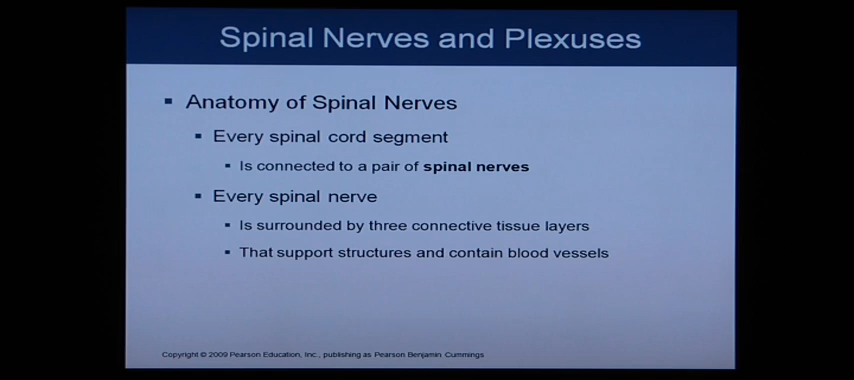 Spinal Nerves and Plexuses
Anatomy of Spinal Nerves
Every spinal cord segment
Is connected to a pair of spinal nerves
Every spinal nerve
Is surrounded by three connective tissue layers
That support structures and contain blood vessels
Copyright © 2009 Pearson Education, Inc., publishing as Pearson Benjamin Cummings